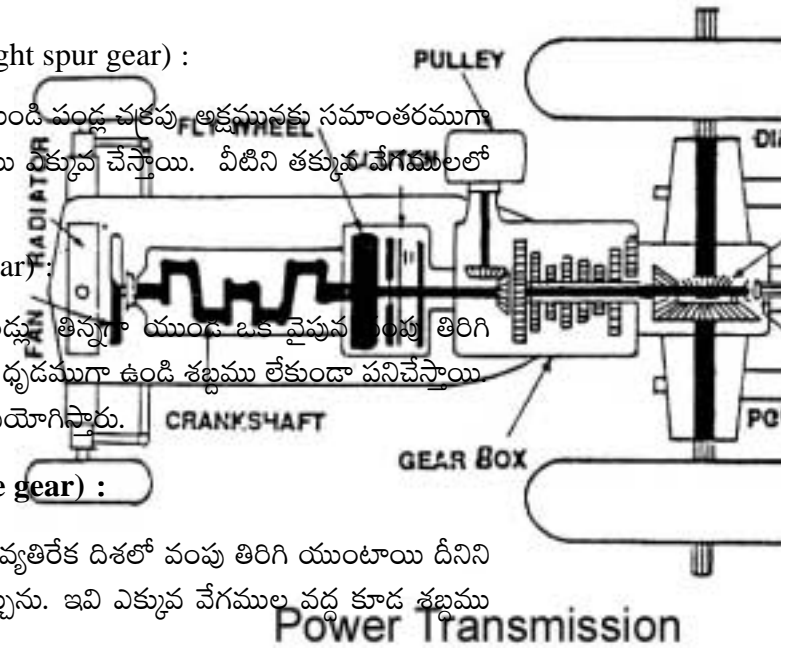 ght spur gear) :
PULLEY
ుండి పండ్ల చక్రపు అక్షమునకు సమాంతరముగా
FLYWHEEL
ు ఎక్కువ చేస్తాయి. వీటిని తక్కువ వేగములలో
DIA
RADIATOR
ar) :
FAN
డ్లు తిన్నగా యుండ ఒక వైపున వంపు తిరిగి
ధృడముగా ఉండి శబ్దము లేకుండా పనిచేస్తాయి.
యోగిస్తారు.
CRANKSHAFT
PO
GEAR BOX
e gear) :
వ్యతిరేక దిశలో వంపు తిరిగి యుంటాయి దీనిని
చ్చును. ఇవి ఎక్కువ వేగముల వద్ద కూడ శబ్దము
Power Transmission